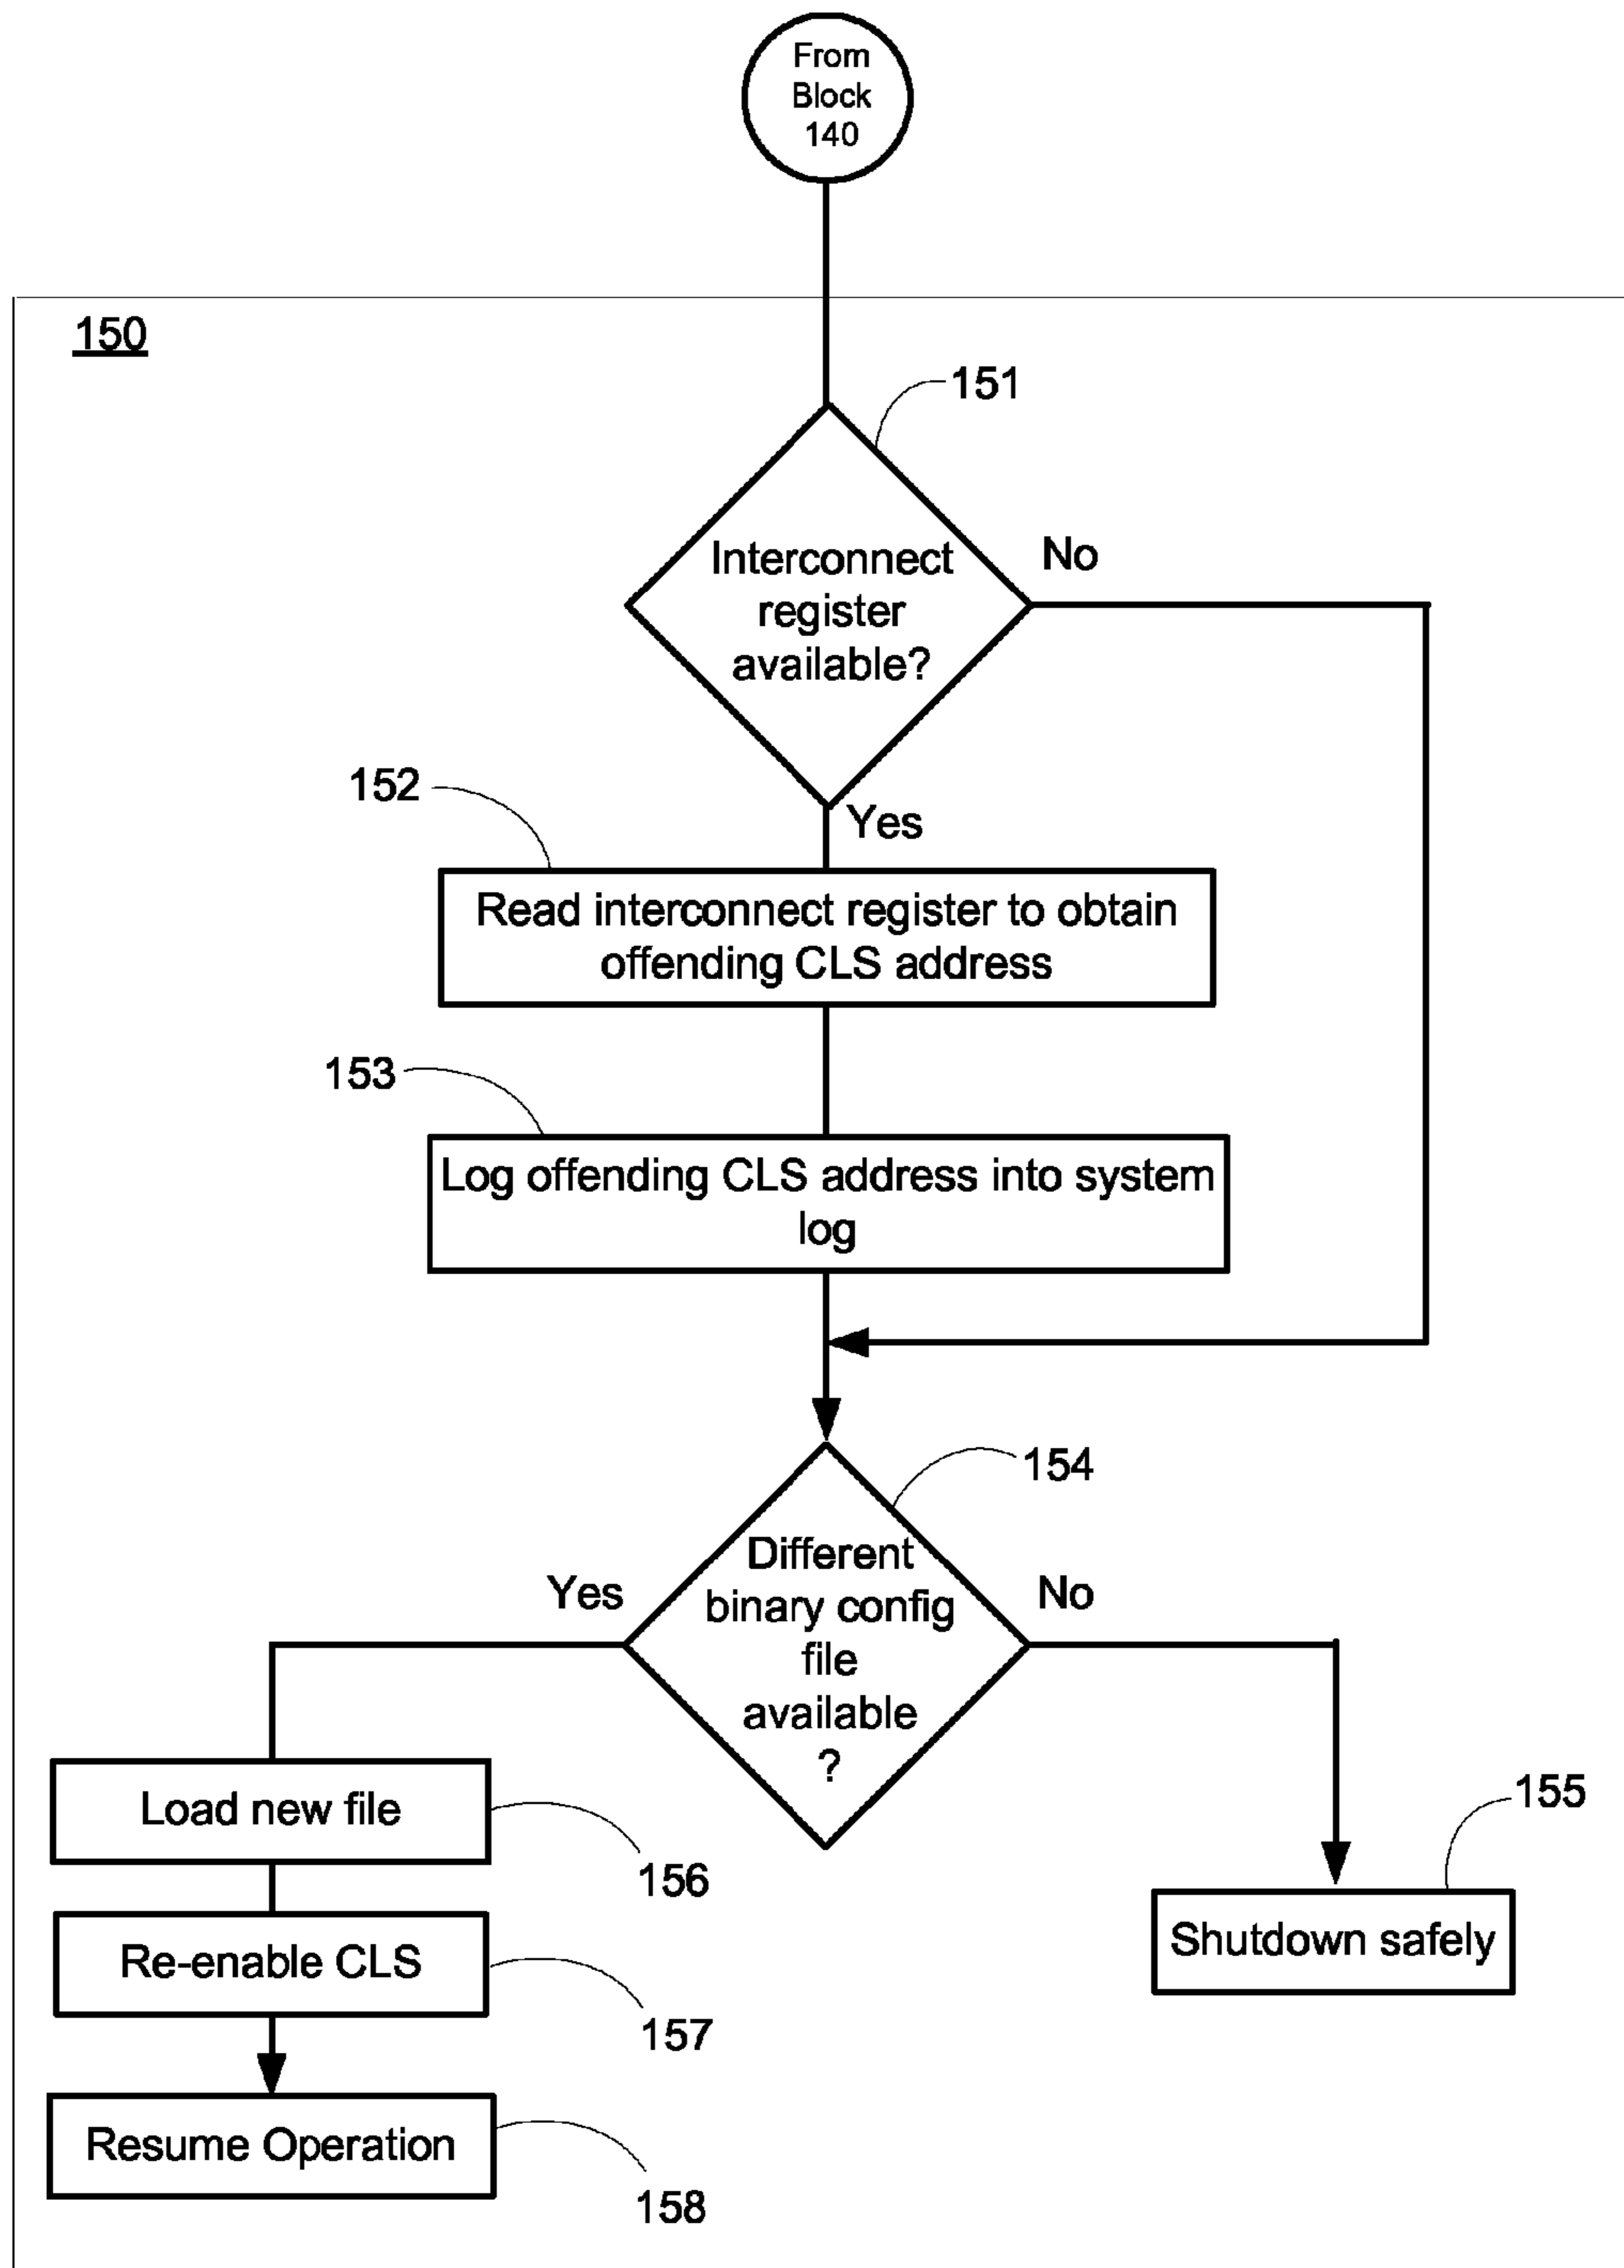 From
Block
140
150
151
Interconnect
register
available?
No
Yes
152
Read interconnect register to obtain
offending CLS address
153
Log offending CLS address into system
log
154
Different
binary config
file
available
?
Yes
No
155
Shutdown safely
Load new file
156
Re-enable CLS
157
Resume Operation
158